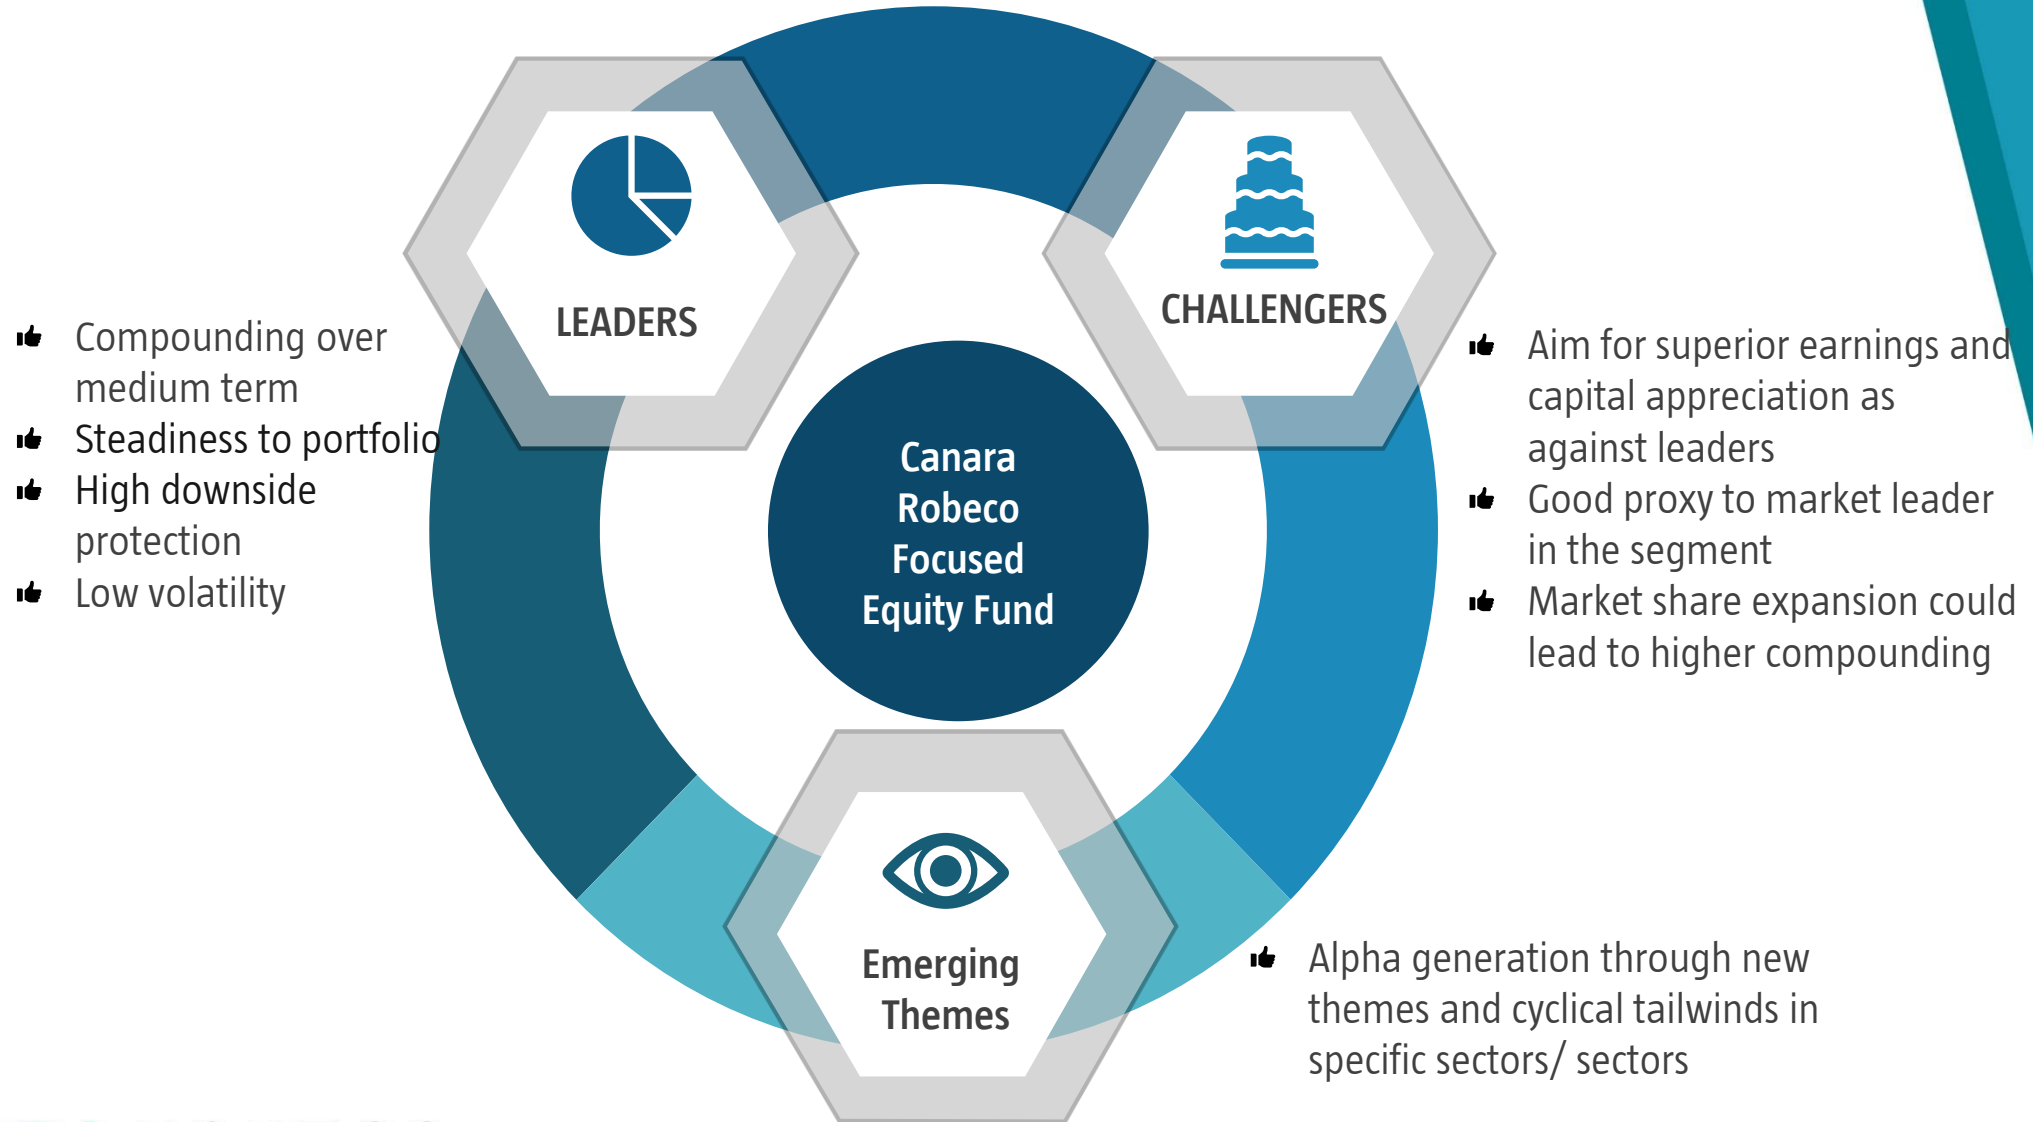 LEADERS
Compounding over
medium term
Steadiness to portfolio
High downside
protection
Low volatility
CHALLENGERS
Aim for superior earnings and
capital appreciation as
against leaders
Good proxy to market leader
in the segment
Market share expansion could
lead to higher compounding
Canara
Robeco
Focused
Equity Fund
Emerging
Themes
Alpha generation through new
themes and cyclical tailwinds in
specific sectors/ sectors